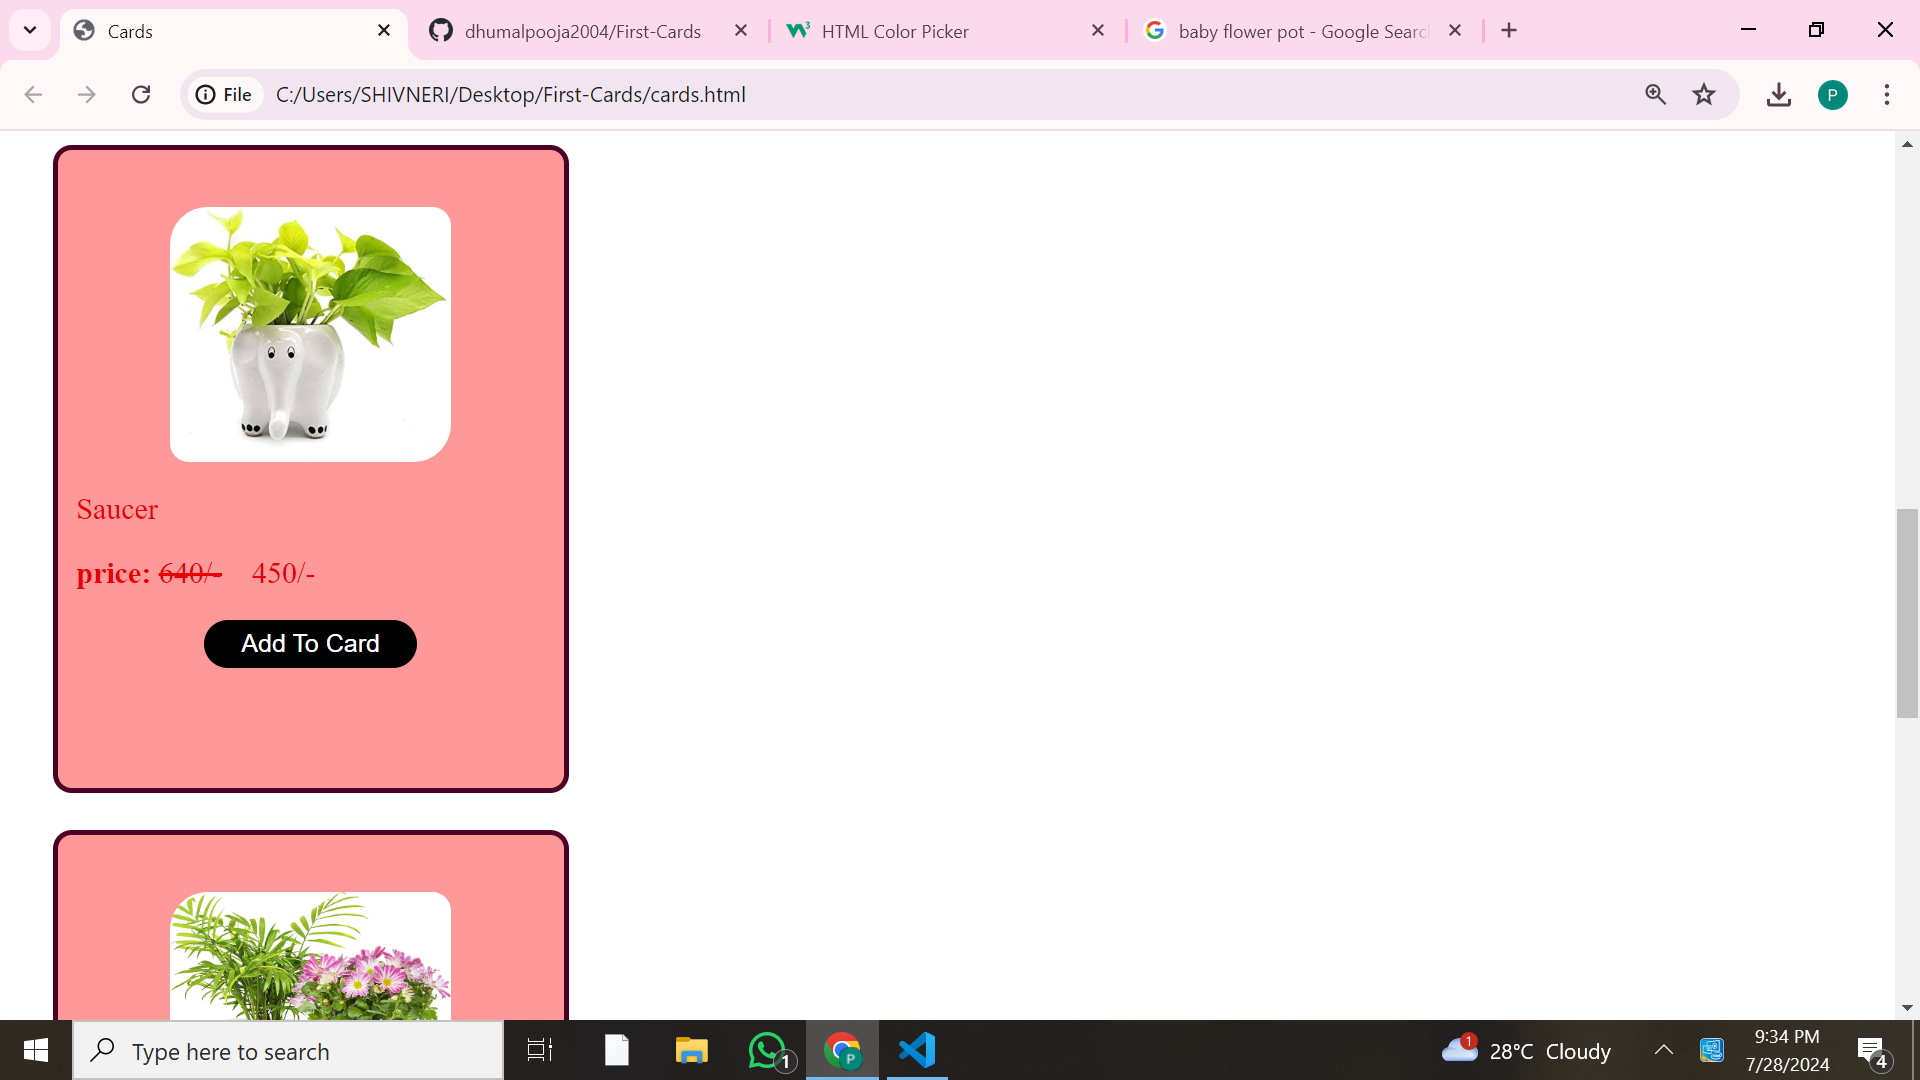 Cards
dhumalpooja2004/First-Cards
HTML Color Picker
baby flower pot - Google Searc
File
C:/Users/SHIVNERI/Desktop/First-Cards/cards.html
P
Saucer
price: 640/- 450/-
Add To Card
Type here to search
1
P
1
28°C Cloudy
9:34 PM
7/28/2024
4